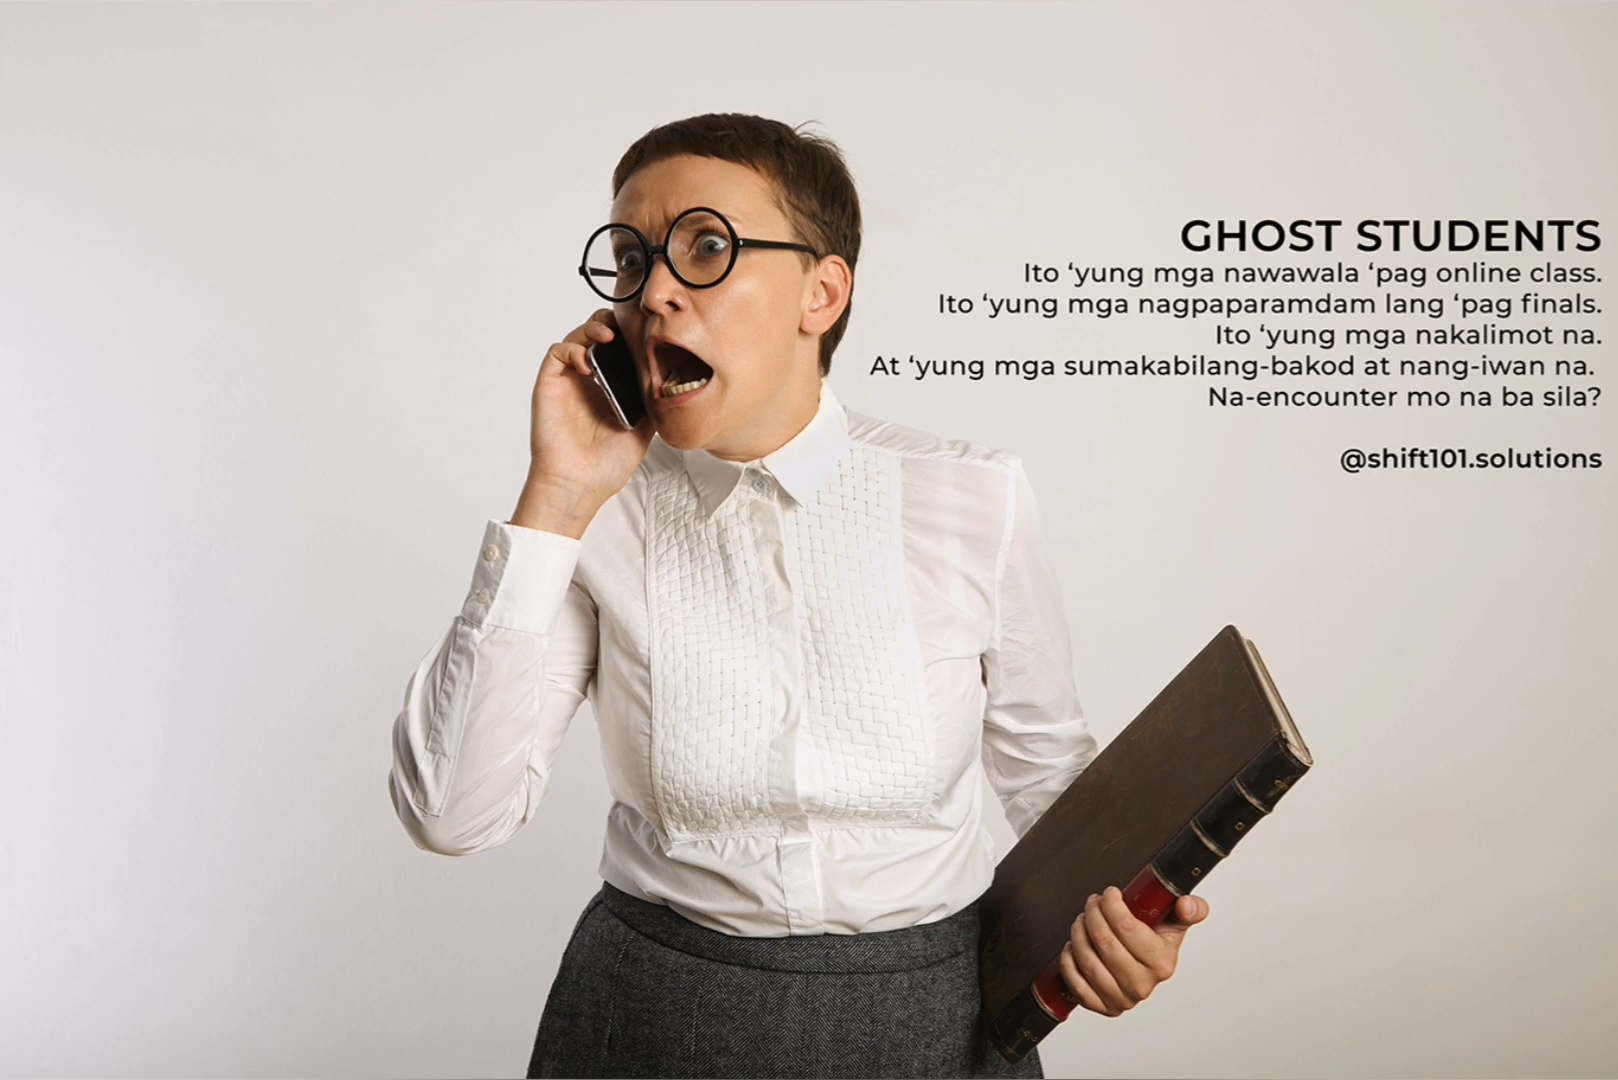 GHOST STUDENTS
Ito ‘yung mga nawawala ‘pag online class.
Ito ‘yung mga nagpaparamdam lang ‘pag finals.
Ito ‘yung mga nakalimot na.
At ‘yung mga sumakabilang-bakod at nang-iwan na.
Na-encounter mo na ba sila?
@shift101.solutions